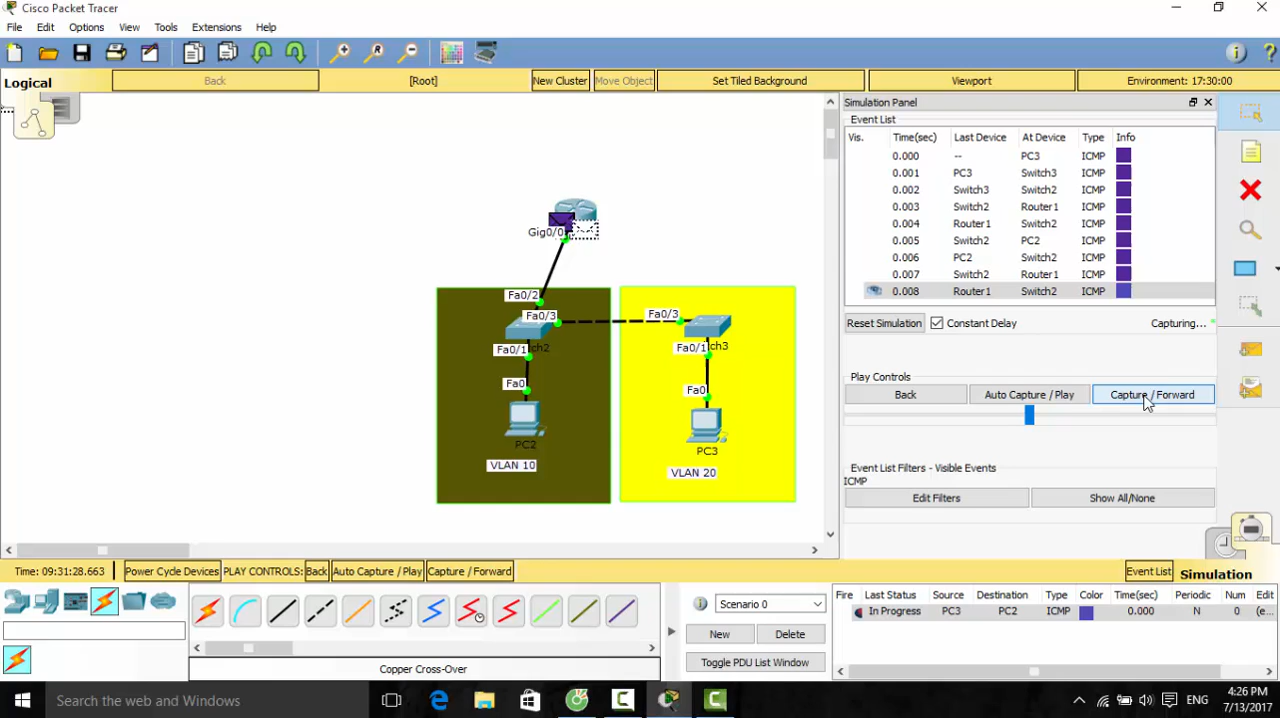 Cisco Packet Tracer
File Edit Options View Tools Extensions Help
Logical Back [Root] New Cluster Move Object Set Tiled Background Viewport Environment: 17:30:00
Simulation Panel
Event List
Vis. Time(sec) Last Device At Device Type Info
0.000 -- PC3 ICMP
0.001 PC3 Switch3 ICMP
0.002 Switch3 Switch2 ICMP
0.003 Switch2 Router1 ICMP
0.004 Router1 Switch2 ICMP
0.005 Switch2 PC2 ICMP
0.006 PC2 Switch2 ICMP
0.007 Switch2 Router1 ICMP
0.008 Router1 Switch2 ICMP
Reset Simulation Constant Delay Capturing...
Play Controls
Back Auto Capture / Play Capture / Forward
Event List Filters - Visible Events
ICMP
Edit Filters Show All/None
Gig0/0
Fa0/2
Fa0/3 Fa0/3
Fa0/1 ch2 Fa0/1 ch3
Fa0 Fa0
PC2 PC3
VLAN 10 VLAN 20
Time: 09:31:28.663 Power Cycle Devices PLAY CONTROLS: Back Auto Capture / Play Capture / Forward Event List Simulation
Copper Cross-Over
Scenario 0
New Delete
Toggle PDU List Window
Fire Last Status Source Destination Type Color Time(sec) Periodic Num Edit
In Progress PC3 PC2 ICMP 0.000 N 0 (e...
Search the web and Windows
ENG
4:26 PM
7/13/2017